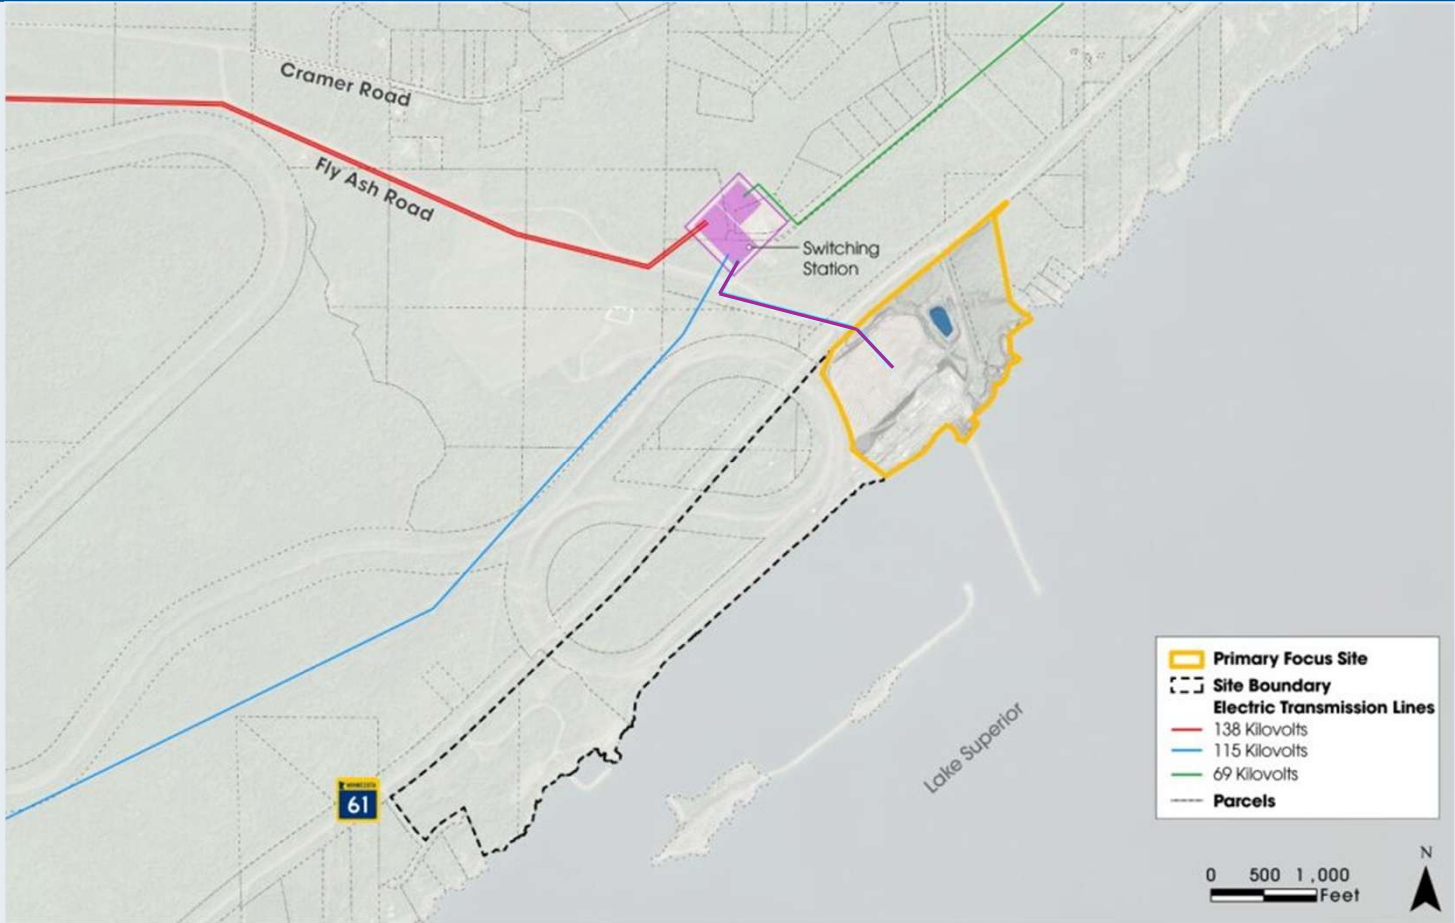 Cramer Road
Fly Ash Road
Switching
Station
MINNESOTA
61
Lake Superior
Primary Focus Site
Site Boundary
Electric Transmission Lines
138 Kilovolts
115 Kilovolts
69 Kilovolts
Parcels
N
0 500 1,000
Feet